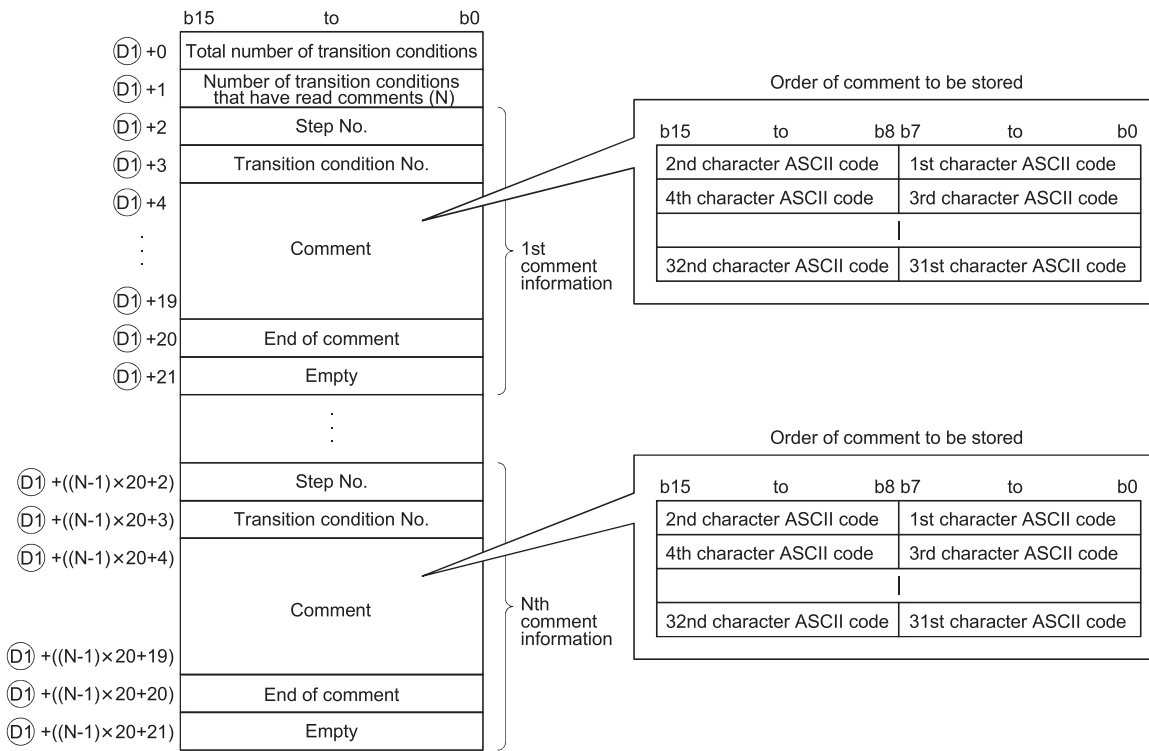 b15 to b0
D1 +0 Total number of transition conditions
D1 +1 Number of transition conditions
that have read comments (N)
D1 +2 Step No.
D1 +3 Transition condition No.
D1 +4
Comment
D1 +19
D1 +20 End of comment
D1 +21 Empty
1st
comment
information
Order of comment to be stored
b15 to b8 b7 to b0
2nd character ASCII code 1st character ASCII code
4th character ASCII code 3rd character ASCII code
32nd character ASCII code 31st character ASCII code
D1 +((N-1)×20+2) Step No.
D1 +((N-1)×20+3) Transition condition No.
D1 +((N-1)×20+4)
Comment
D1 +((N-1)×20+19)
D1 +((N-1)×20+20) End of comment
D1 +((N-1)×20+21) Empty
Nth
comment
information
Order of comment to be stored
b15 to b8 b7 to b0
2nd character ASCII code 1st character ASCII code
4th character ASCII code 3rd character ASCII code
32nd character ASCII code 31st character ASCII code